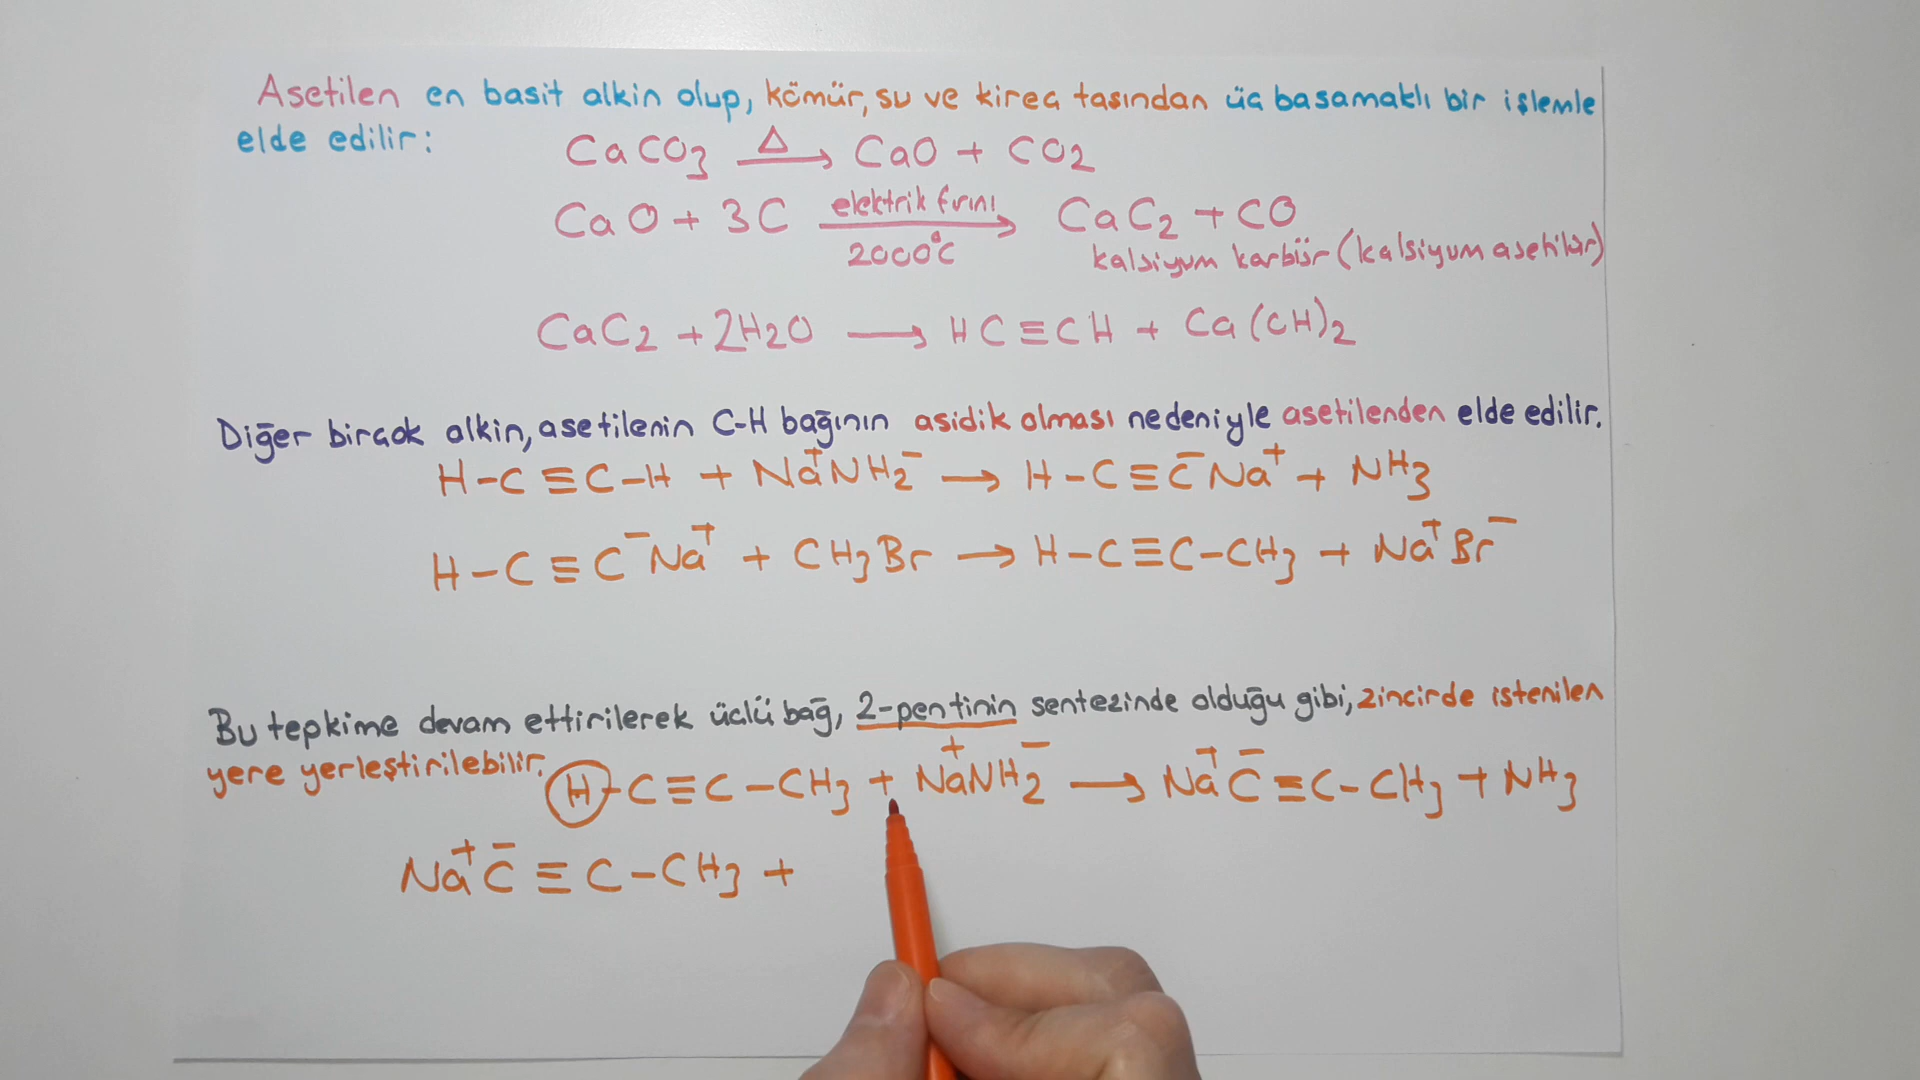 Asetilen en basit alkin olup, kömür, su ve kireç taşından üç basamaklı bir işlemle
elde edilir:
CaCO3 —Δ→ CaO + CO2
CaO + 3C —elektrik fırını→ CaC2 + CO
2000°C kalsiyum karbür (kalsiyum asetilür)
CaC2 + 2H2O → HC≡CH + Ca(OH)2
Diğer birçok alkin, asetilenin C-H bağının asidik olması nedeniyle asetilenden elde edilir.
H-C≡C-H + Na⁺NH2⁻ → H-C≡C⁻Na⁺ + NH3
H-C≡C⁻Na⁺ + CH3Br → H-C≡C-CH3 + Na⁺Br⁻
Bu tepkime devam ettirilerek üçlü bağ, 2-pentinin sentezinde olduğu gibi, zincirde istenilen
yere yerleştirilebilir.
H-C≡C-CH3 + Na⁺NH2⁻ → Na⁺C⁻≡C-CH3 + NH3
Na⁺C⁻≡C-CH3 +